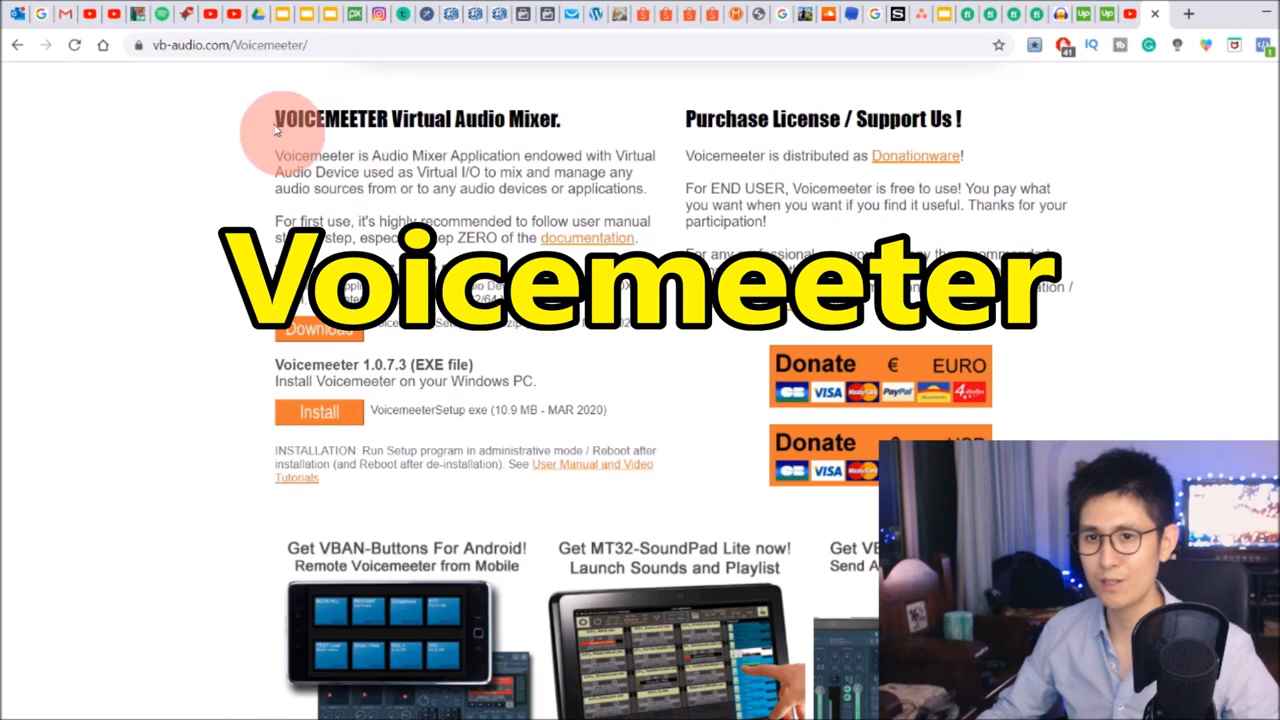 vb-audio.com/Voicemeeter/
41
IQ
1
VOICEMEETER Virtual Audio Mixer.
Voicemeeter is Audio Mixer Application endowed with Virtual
Audio Device used as Virtual I/O to mix and manage any
audio sources from or to any audio devices or applications.
For first use, it's highly recommended to follow user manual
ZERO of the documentation.
Voicemeeter
Download
Voicemeeter 1.0.7.3 (EXE file)
Install Voicemeeter on your Windows PC.
Install
VoicemeeterSetup exe (10.9 MB - MAR 2020)
INSTALLATION: Run Setup program in administrative mode / Reboot after
installation (and Reboot after de-installation). See User Manual and Video
Tutorials
Purchase License / Support Us !
Voicemeeter is distributed as Donationware!
For END USER, Voicemeeter is free to use! You pay what
you want when you want if you find it useful. Thanks for your
participation!
Donate € EURO
VISA MasterCard PayPal
Donate
VISA
Get VBAN-Buttons For Android!
Remote Voicemeeter from Mobile
Get MT32-SoundPad Lite now!
Launch Sounds and Playlist
Get
Send